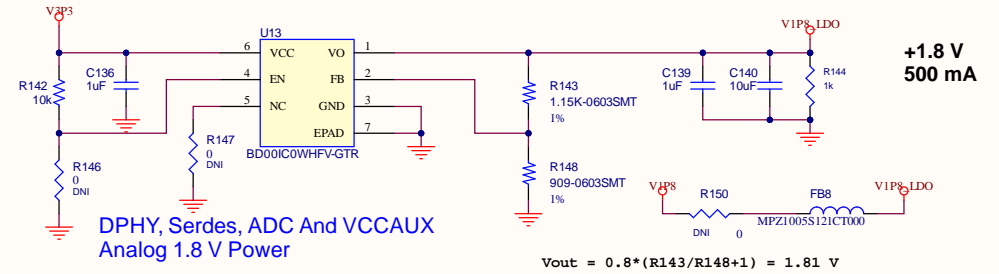 V3P3
U13
V1P8_LDO
6 VCC VO 1
4 EN FB 2
5 NC GND 3
EPAD 7
BD00IC0WHFV-GTR
R142
10k
C136
1uF
R146
0
DNI
R147
0
DNI
R143
1.15K-0603SMT
1%
R148
909-0603SMT
1%
C139
1uF
C140
10uF
R144
1k
+1.8 V
500 mA
V1P8
R150
DNI 0
FB8
MPZ1005S121CT000
V1P8_LDO
DPHY, Serdes, ADC And VCCAUX
Analog 1.8 V Power
Vout = 0.8*(R143/R148+1) = 1.81 V